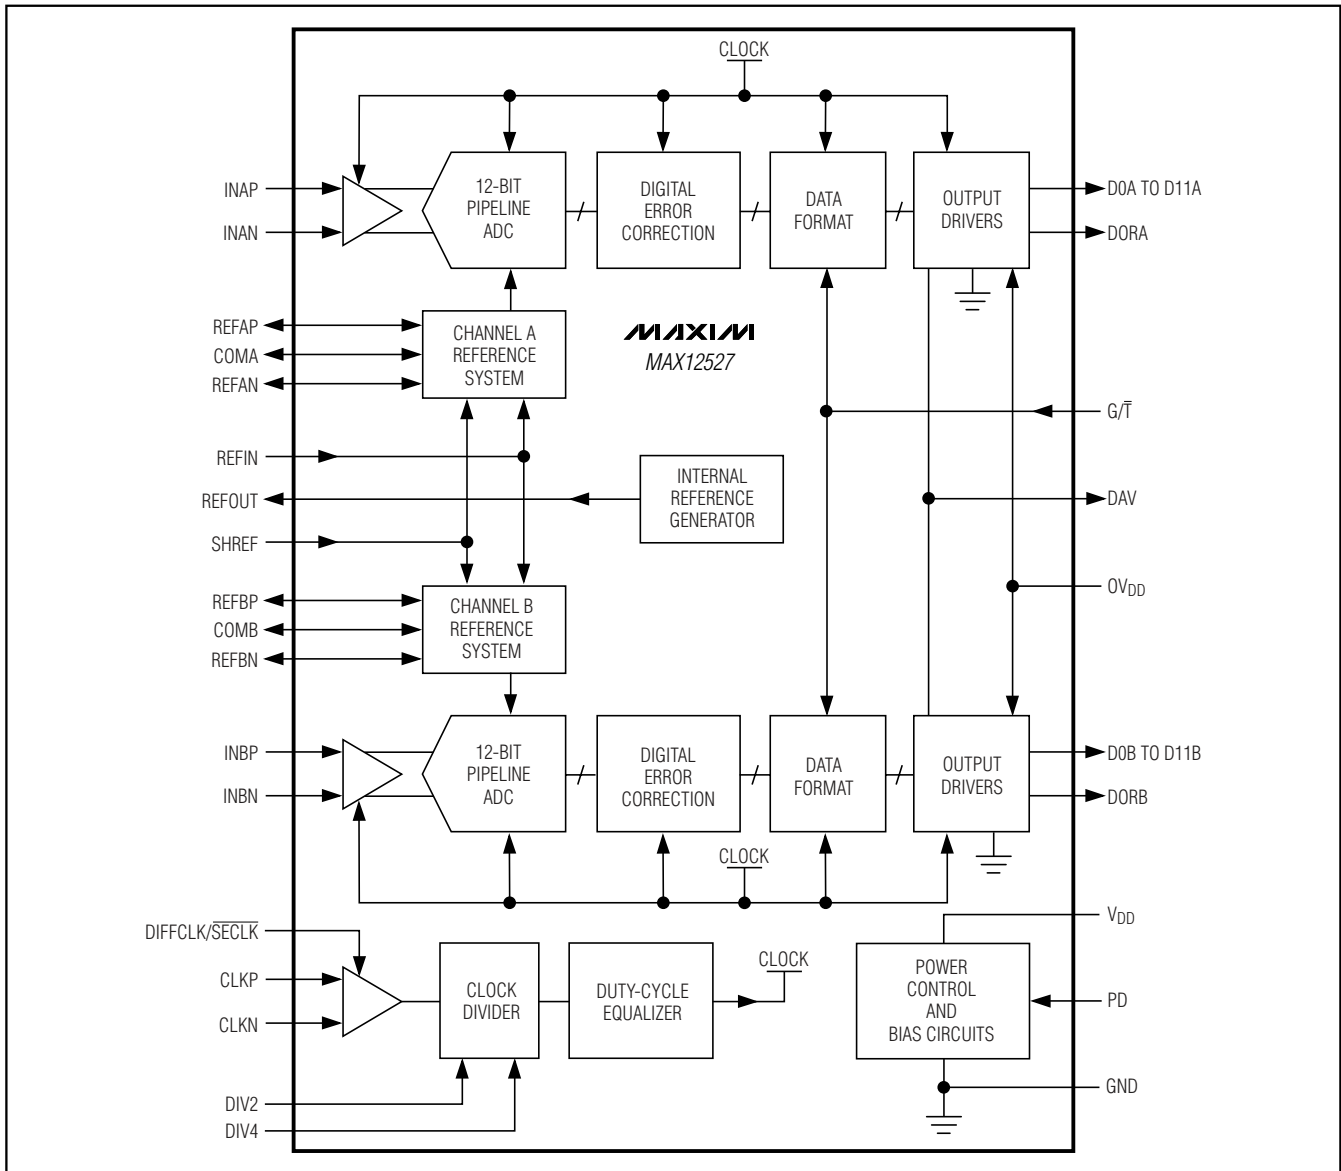 CLOCK
INAP
INAN
12-BIT
PIPELINE
ADC
DIGITAL
ERROR
CORRECTION
DATA
FORMAT
OUTPUT
DRIVERS
D0A TO D11A
DORA
REFAP
COMA
REFAN
CHANNEL A
REFERENCE
SYSTEM
MAXIM
MAX12527
G/T̅
REFIN
REFOUT
SHREF
INTERNAL
REFERENCE
GENERATOR
DAV
OVDD
REFBP
COMB
REFBN
CHANNEL B
REFERENCE
SYSTEM
INBP
INBN
12-BIT
PIPELINE
ADC
DIGITAL
ERROR
CORRECTION
DATA
FORMAT
OUTPUT
DRIVERS
D0B TO D11B
DORB
CLOCK
DIFFCLK/S̅E̅C̅L̅K̅
CLKP
CLKN
CLOCK
DIVIDER
DUTY-CYCLE
EQUALIZER
CLOCK
DIV2
DIV4
VDD
POWER
CONTROL
AND
BIAS CIRCUITS
PD
GND